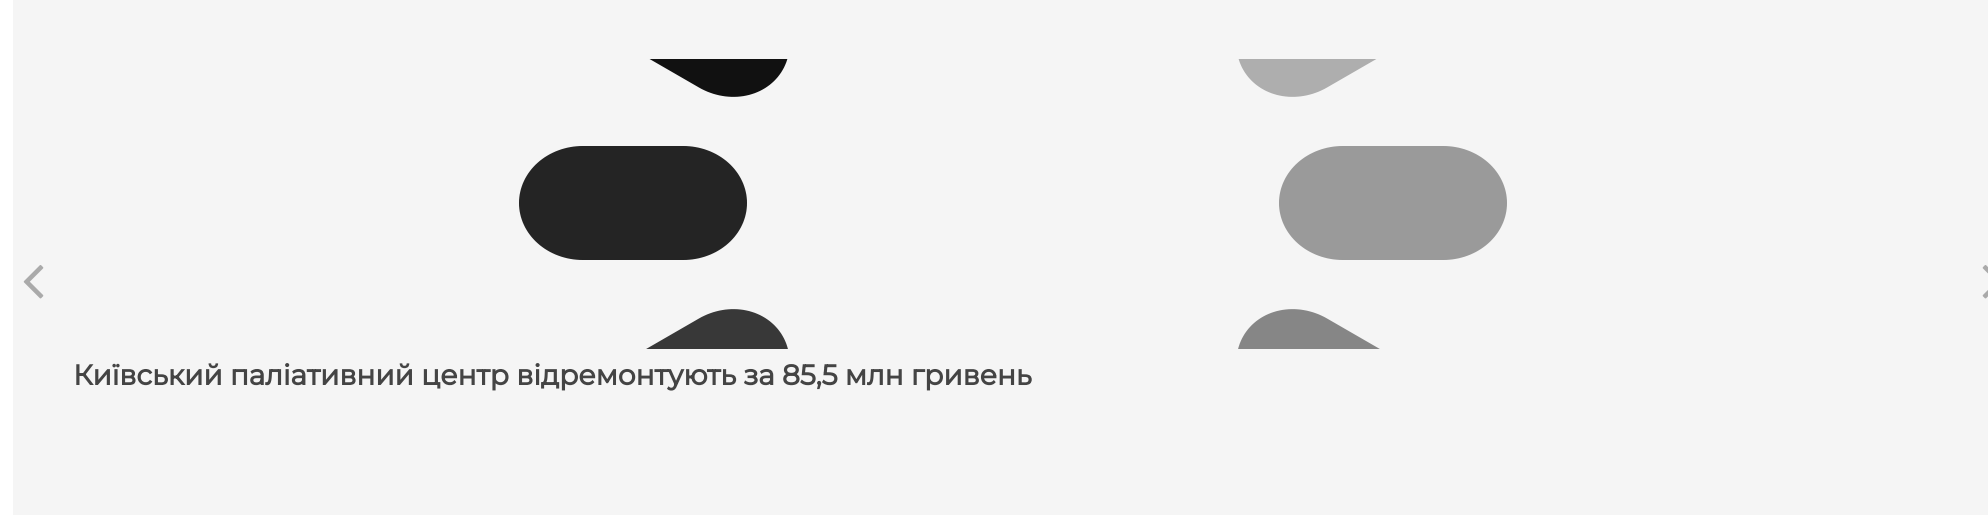 Київський паліативний центр відремонтують за 85,5 млн гривень